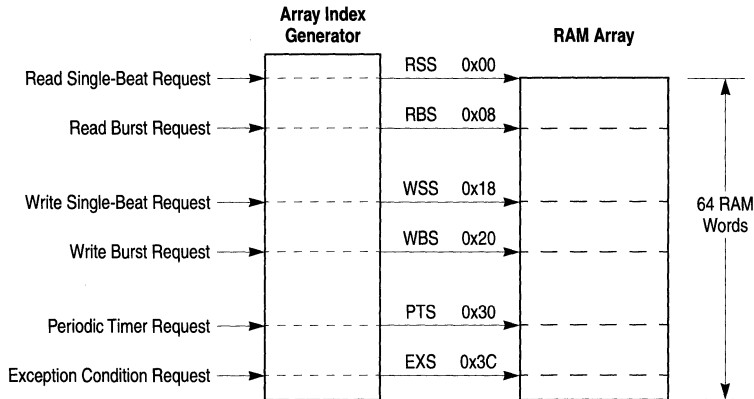 Array Index
Generator
RAM Array
Read Single-Beat Request
RSS 0x00
Read Burst Request
RBS 0x08
Write Single-Beat Request
WSS 0x18
64 RAM
Words
Write Burst Request
WBS 0x20
Periodic Timer Request
PTS 0x30
Exception Condition Request
EXS 0x3C